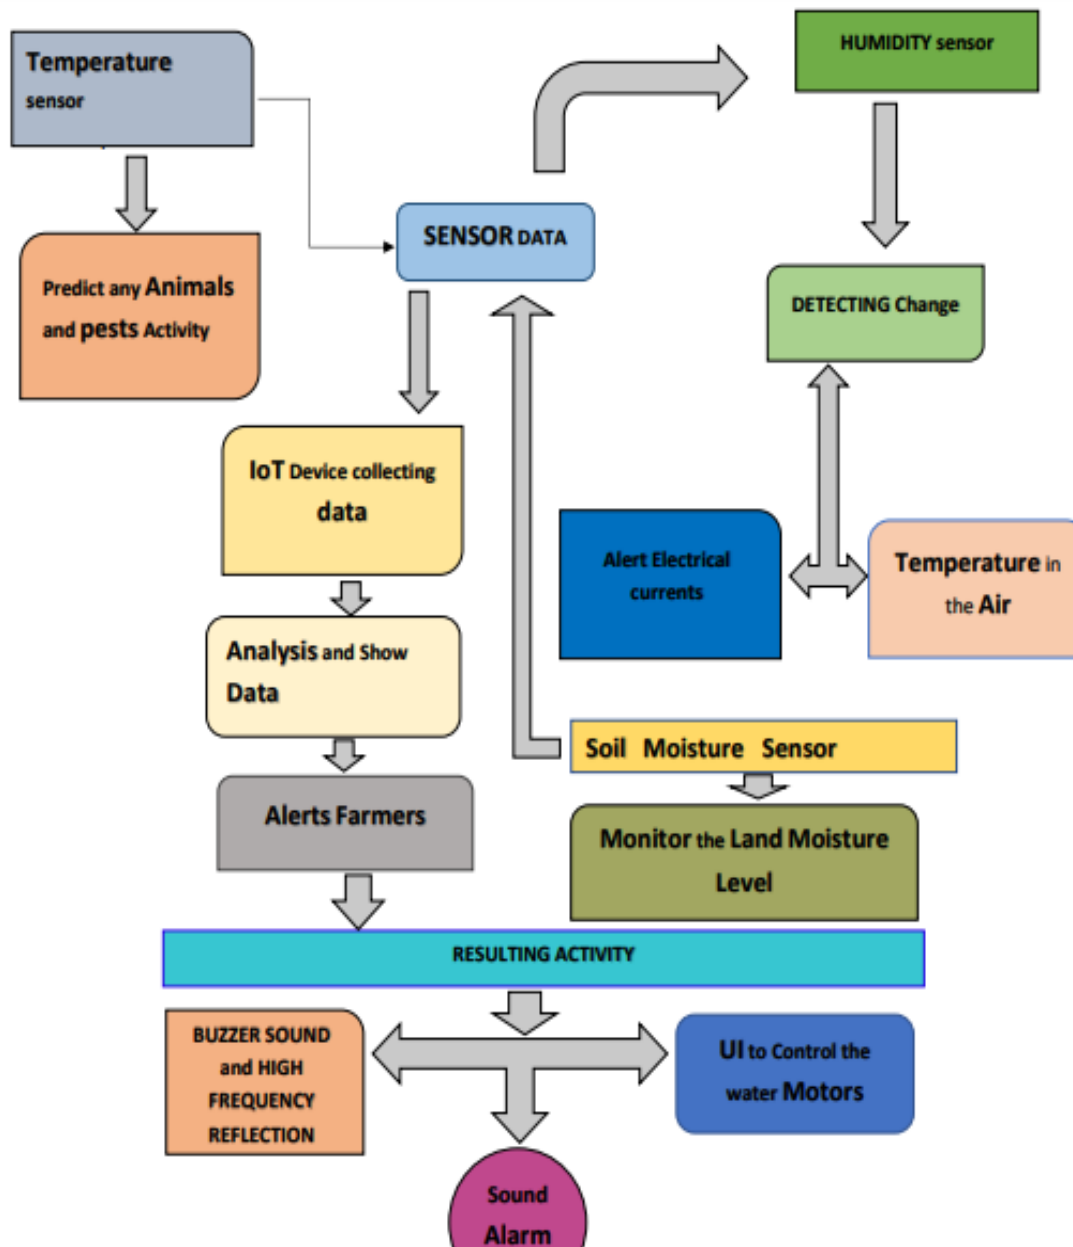 Temperature
sensor
HUMIDITY sensor
SENSOR DATA
Predict any Animals
and pests Activity
DETECTING Change
IoT Device collecting
data
Alert Electrical
currents
Temperature in
the Air
Analysis and Show
Data
Soil Moisture Sensor
Alerts Farmers
Monitor the Land Moisture
Level
RESULTING ACTIVITY
BUZZER SOUND
and HIGH
FREQUENCY
REFLECTION
UI to Control the
water Motors
Sound
Alarm